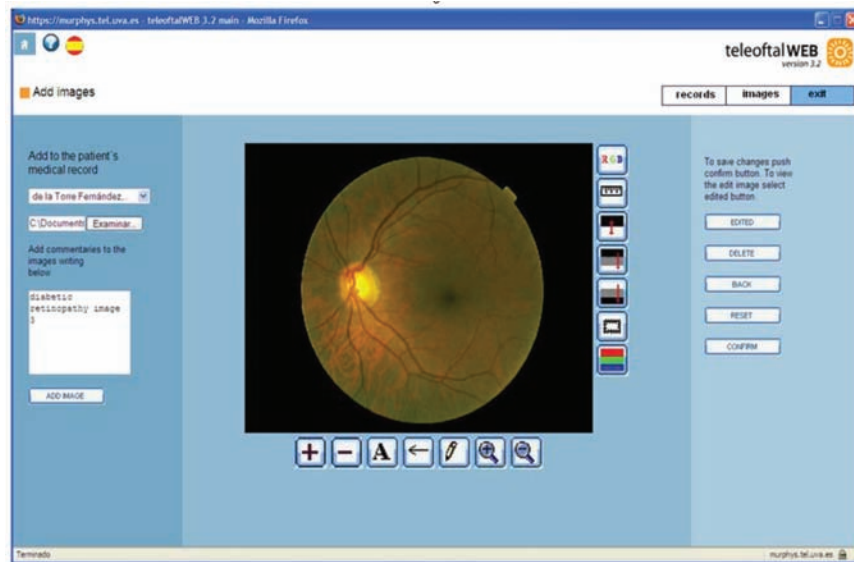 https://murphys.tel.uva.es - teleoftalWEB 3.2 main - Mozilla Firefox
teleoftalWEB
version 3.2
Add images
records images exit
Add to the patient´s
medical record
de la Torre Fernández...
C:\Documents Examinar...
Add commentaries to the
images writing
below
diabetic
retinopathy image
3
ADD IMAGE
RGB
A
To save changes push
confirm button. To view
the edit image select
edited button
EDITED
DELETE
BACK
RESET
CONFIRM
Terminado
murphys.tel.uva.es